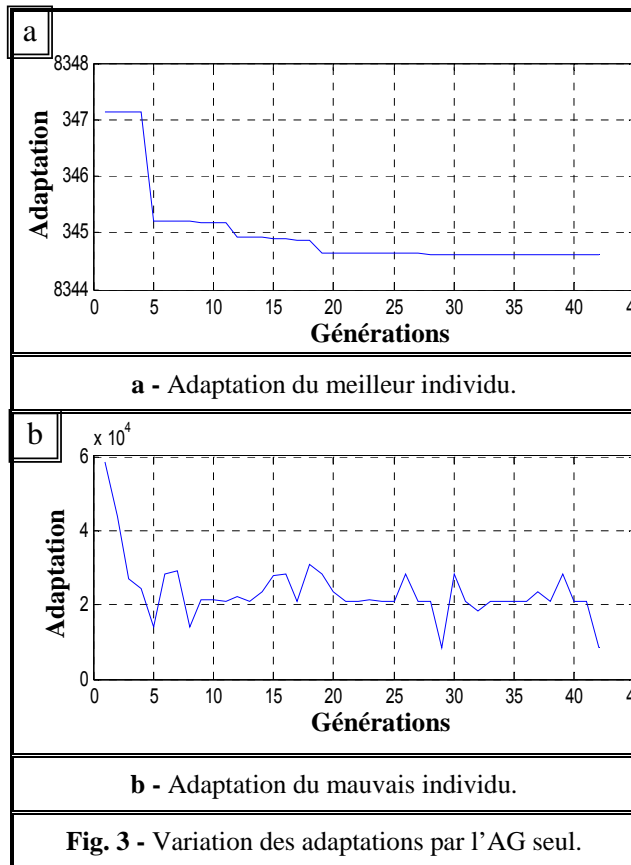 a
8348
347
346
345
8344
Adaptation
0 5 10 15 20 25 30 35 40
Générations
a - Adaptation du meilleur individu.
b
x 10^4
6
4
2
0
Adaptation
0 5 10 15 20 25 30 35 40
Générations
b - Adaptation du mauvais individu.
Fig. 3 - Variation des adaptations par l'AG seul.